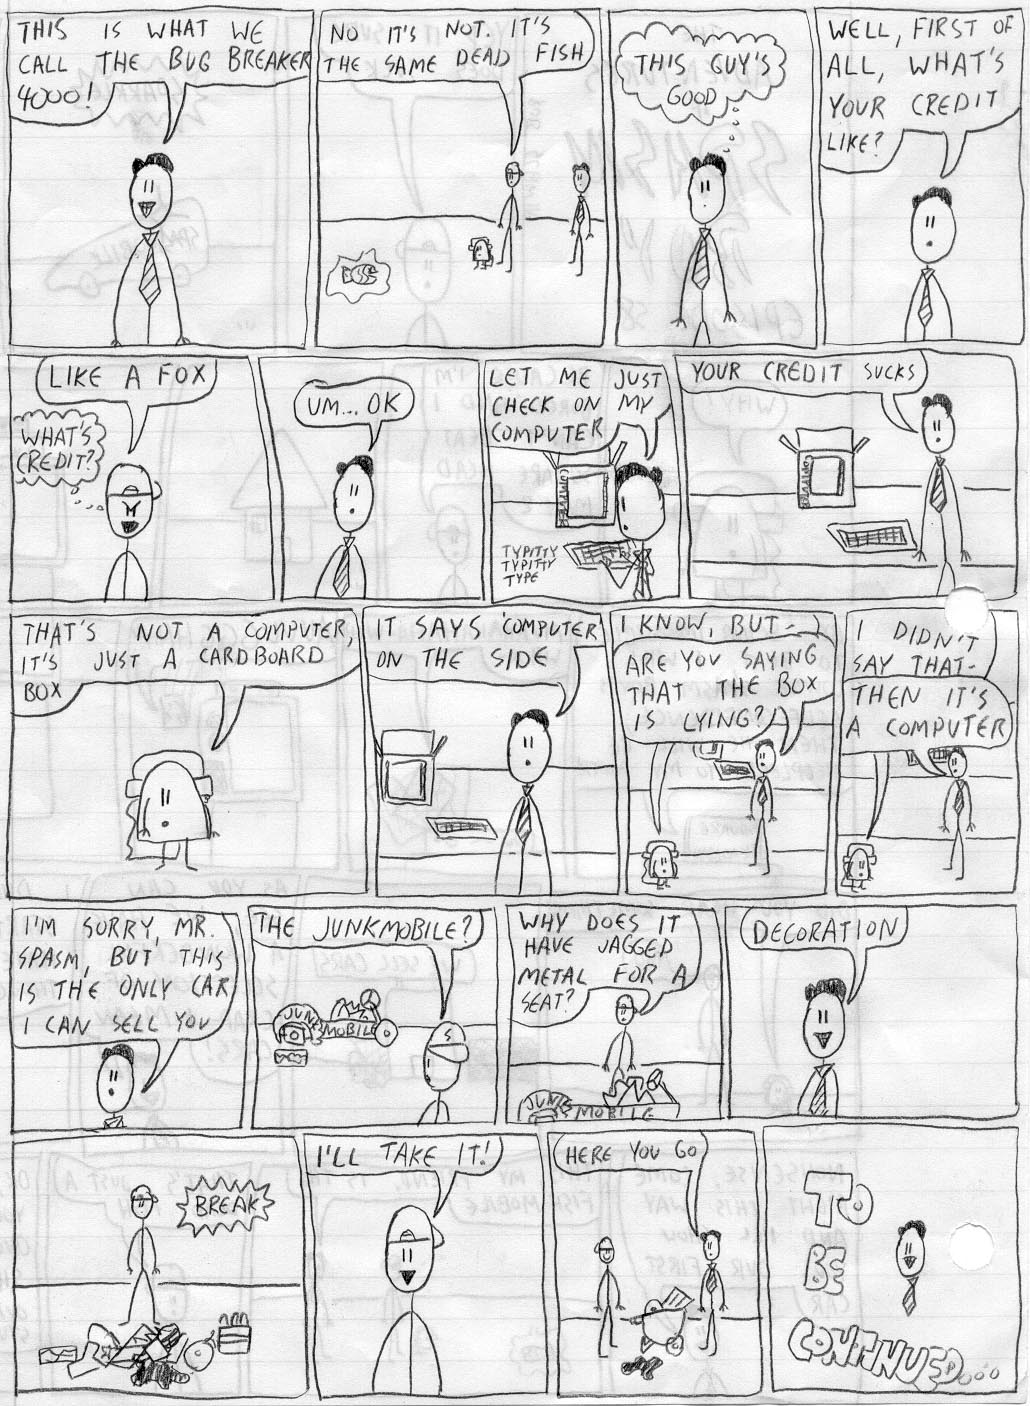 THIS IS WHAT WE
CALL THE BUG BREAKER
4000!
NO IT'S NOT. IT'S
THE SAME DEAD FISH
THIS GUY'S
GOOD
WELL, FIRST OF
ALL, WHAT'S
YOUR CREDIT
LIKE?
LIKE A FOX
WHAT'S
CREDIT?
UM... OK
LET ME JUST
CHECK ON MY
COMPUTER
COMPUTER
TYPITTY
TYPITTY
TYPE
YOUR CREDIT SUCKS
COMPUTER
THAT'S NOT A COMPUTER,
IT'S JUST A CARDBOARD
BOX
IT SAYS 'COMPUTER'
ON THE SIDE
I KNOW, BUT-
ARE YOU SAYING
THAT THE BOX
IS LYING?
I DIDN'T
SAY THAT-
THEN IT'S
A COMPUTER
I'M SORRY, MR.
SPASM, BUT THIS
IS THE ONLY CAR
I CAN SELL YOU
THE JUNKMOBILE?
JUNK
MOBILE
WHY DOES IT
HAVE JAGGED
METAL FOR A
SEAT?
JUNK
MOBILE
DECORATION
BREAK
I'LL TAKE IT!
HERE YOU GO
TO
BE
CONTINUED....